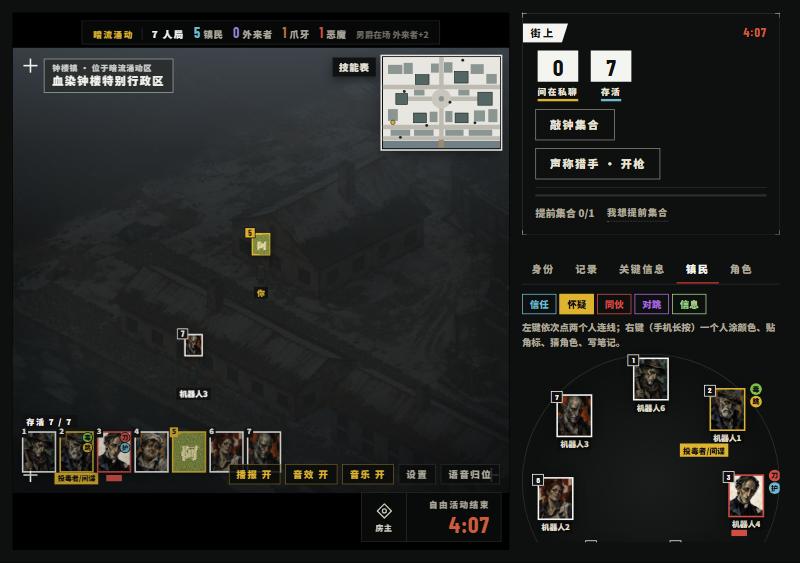 暗流涌动 7 人局 5 镇民 0 外来者 1 爪牙 1 恶魔 男爵在场 外来者+2
钟楼镇 · 位于暗流涌动区
血染钟楼特别行政区
技能表
5
阿
你
7
机器人3
存活 7 / 7
1 2 3 4 5 6 7
毒
刀
护
阿
投毒者/间谍
播报 开 音效 开 音乐 开 设置 语音归位
房主
自由活动结束
4:07
街上
4:07
0 7
间在私聊 存活
敲钟集合
声称猎手 · 开枪
提前集合 0/1 我想提前集合
身份 记录 关键信息 镇民 角色
信任 怀疑 同伙 对跳 信息
左键依次点两个人连线；右键（手机长按）一个人涂颜色、贴
角标、猜角色、写笔记。
1
机器人6
2
毒
机器人1
投毒者/间谍
7
机器人3
3
刀
护
机器人4
6
机器人2